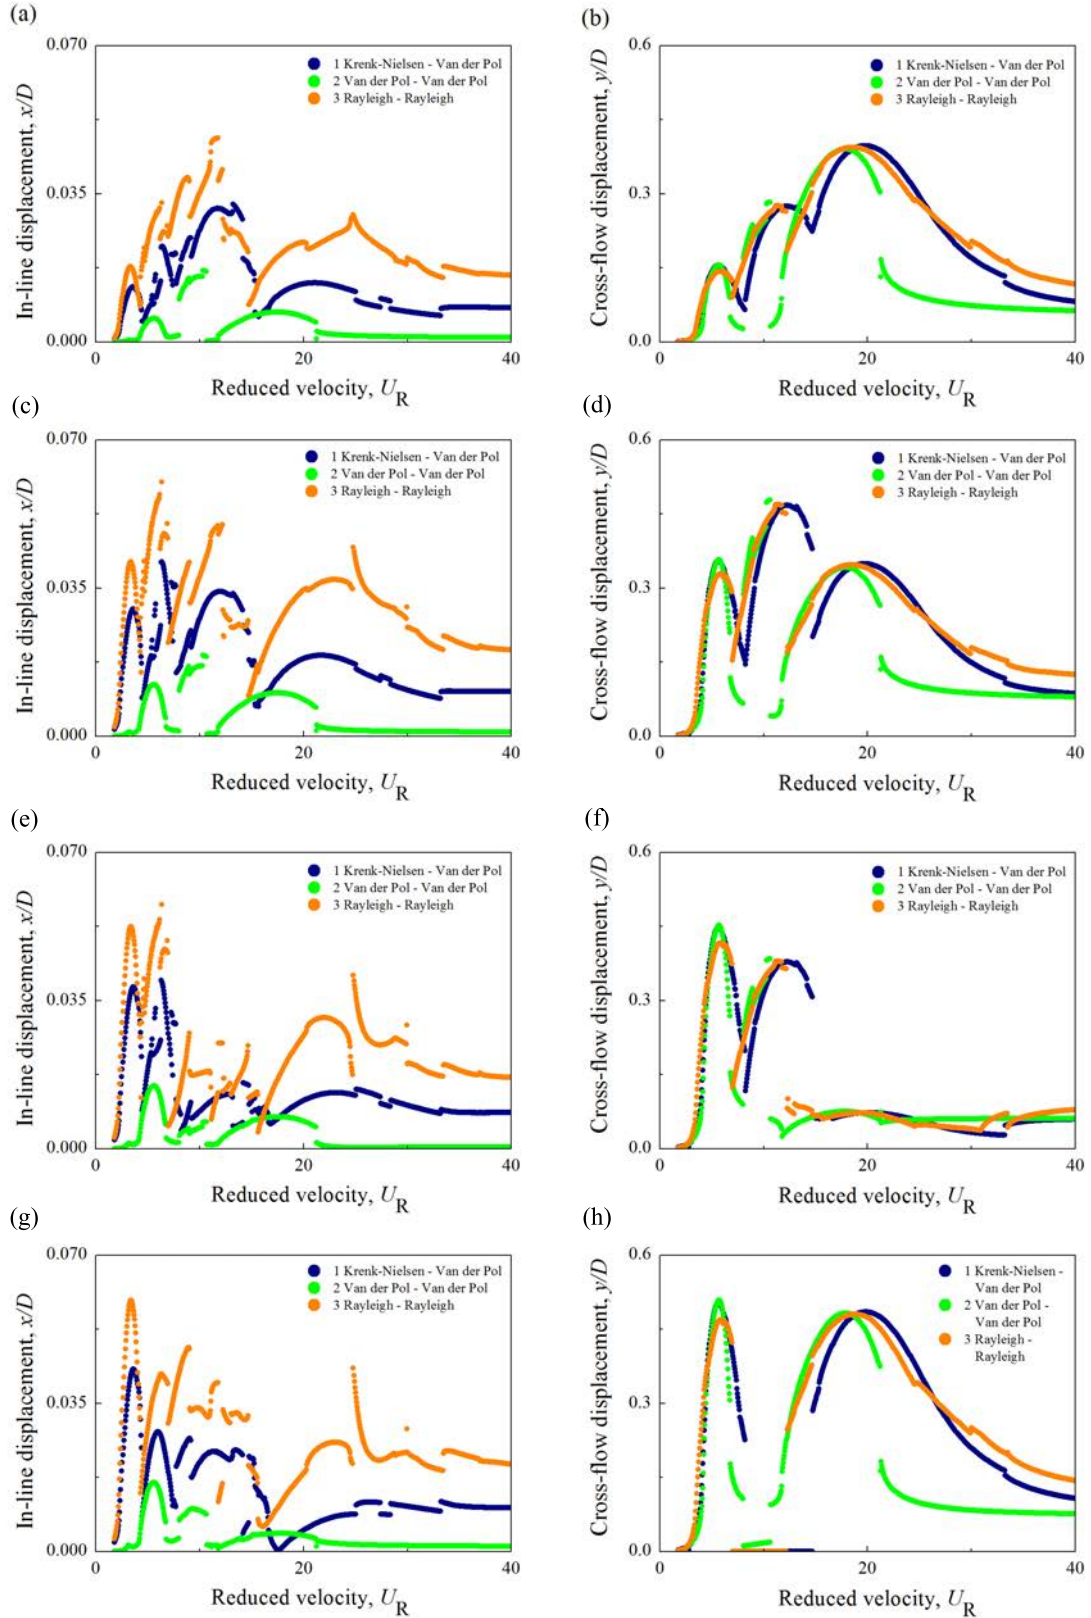 (a)
0.070
0.035
0.000
0
20
40
In-line displacement, x/D
Reduced velocity, UR
1 Krenk-Nielsen - Van der Pol
2 Van der Pol - Van der Pol
3 Rayleigh - Rayleigh
(b)
0.6
0.3
0.0
0
20
40
Cross-flow displacement, y/D
Reduced velocity, UR
1 Krenk-Nielsen - Van der Pol
2 Van der Pol - Van der Pol
3 Rayleigh - Rayleigh
(c)
0.070
0.035
0.000
0
20
40
In-line displacement, x/D
Reduced velocity, UR
1 Krenk-Nielsen - Van der Pol
2 Van der Pol - Van der Pol
3 Rayleigh - Rayleigh
(d)
0.6
0.3
0.0
0
20
40
Cross-flow displacement, y/D
Reduced velocity, UR
1 Krenk-Nielsen - Van der Pol
2 Van der Pol - Van der Pol
3 Rayleigh - Rayleigh
(e)
0.070
0.035
0.000
0
20
40
In-line displacement, x/D
Reduced velocity, UR
1 Krenk-Nielsen - Van der Pol
2 Van der Pol - Van der Pol
3 Rayleigh - Rayleigh
(f)
0.6
0.3
0.0
0
20
40
Cross-flow displacement, y/D
Reduced velocity, UR
1 Krenk-Nielsen - Van der Pol
2 Van der Pol - Van der Pol
3 Rayleigh - Rayleigh
(g)
0.070
0.035
0.000
0
20
40
In-line displacement, x/D
Reduced velocity, UR
1 Krenk-Nielsen - Van der Pol
2 Van der Pol - Van der Pol
3 Rayleigh - Rayleigh
(h)
0.6
0.3
0.0
0
20
40
Cross-flow displacement, y/D
Reduced velocity, UR
1 Krenk-Nielsen -
Van der Pol
2 Van der Pol -
Van der Pol
3 Rayleigh -
Rayleigh